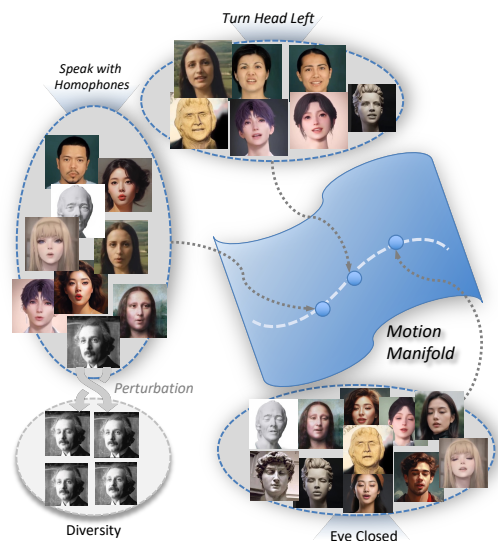 Turn Head Left
Speak with
Homophones
Motion
Manifold
Perturbation
Diversity
Eye Closed